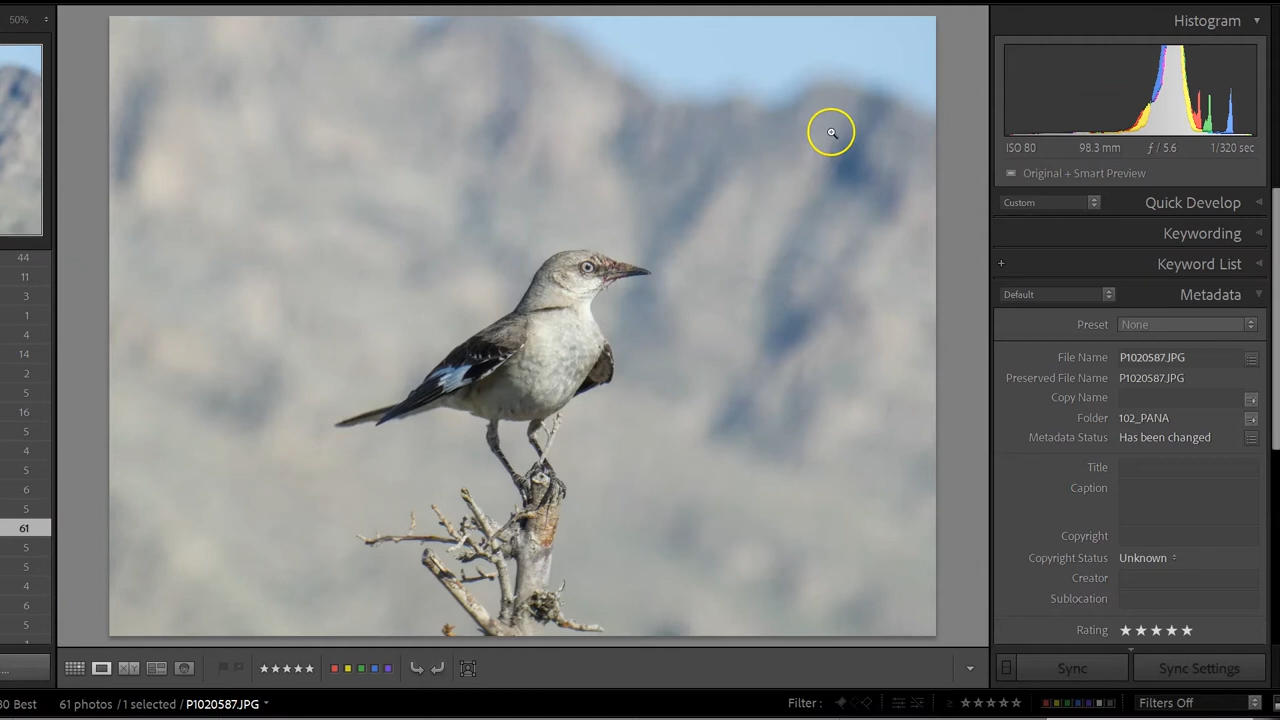 50%
Histogram
ISO 80 98.3 mm ƒ / 5.6 1/320 sec
Original + Smart Preview
Custom Quick Develop
Keywording
+ Keyword List
Default Metadata
Preset None
File Name P1020587.JPG
Preserved File Name P1020587.JPG
Copy Name
Folder 102_PANA
Metadata Status Has been changed
Title
Caption
Copyright
Copyright Status Unknown
Creator
Sublocation
Rating ★★★★★
44
11
3
1
4
14
2
5
16
5
4
5
6
5
61
5
5
4
6
5
...
XY
Sync Sync Settings
30 Best 61 photos / 1 selected / P1020587.JPG
Filter : ≥ Filters Off